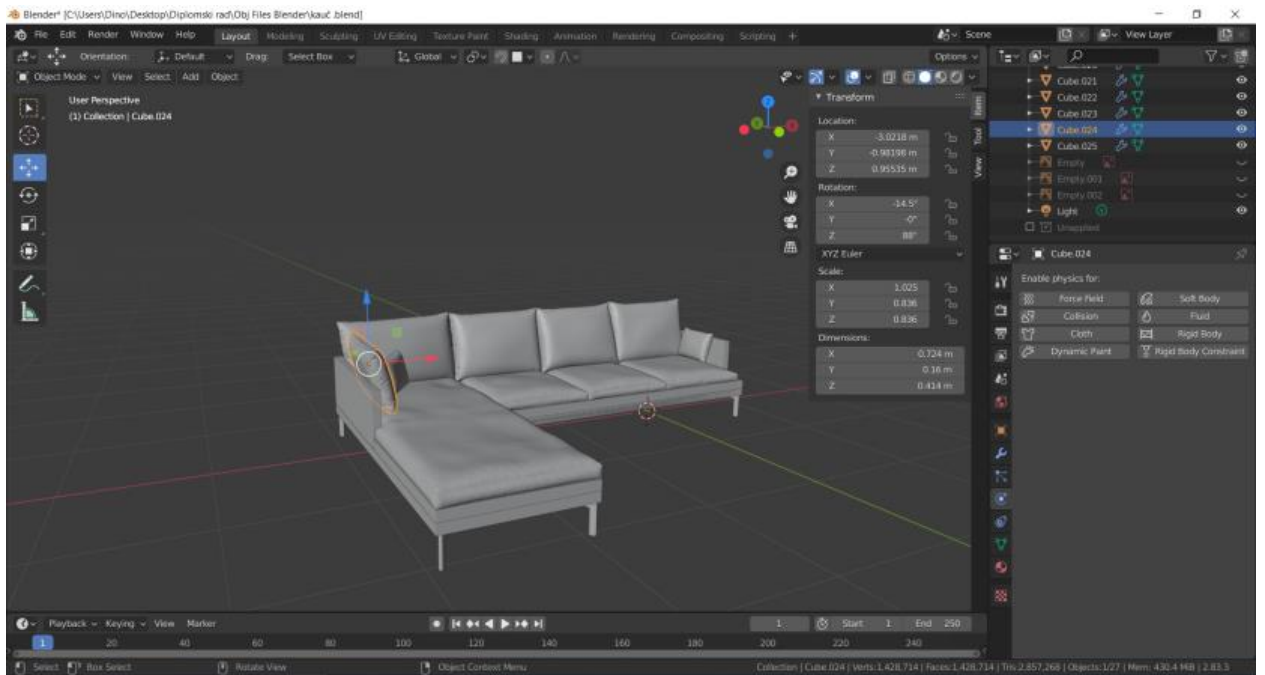 Blender* [C:\Users\Dino\Desktop\Diplomski rad\Obj Files Blender\kauč .blend]
File Edit Render Window Help Layout Modeling Sculpting UV Editing Texture Paint Shading Animation Rendering Compositing Scripting + Scene View Layer
Orientation: Default Drag: Select Box Global Options
Object Mode View Select Add Object
User Perspective
(1) Collection | Cube.024
Transform
Location:
X -3.0218 m
Y -0.98198 m
Z 0.95535 m
Rotation:
X -14.5°
Y -0°
Z 88°
XYZ Euler
Scale:
X 1.025
Y 0.836
Z 0.836
Dimensions:
X 0.724 m
Y 0.16 m
Z 0.414 m
Item
Tool
View
Cube.021
Cube.022
Cube.023
Cube.024
Cube.025
Empty
Empty.001
Empty.002
Light
Unapplied
Cube.024
Enable physics for:
Force Field Soft Body
Collision Fluid
Cloth Rigid Body
Dynamic Paint Rigid Body Constraint
Playback Keying View Marker 1 Start 1 End 250
1 20 40 60 80 100 120 140 160 180 200 220 240
Select Box Select Rotate View Object Context Menu Collection | Cube.024 | Verts:1,428,714 | Faces:1,428,714 | Tris:2,857,268 | Objects:1/27 | Mem: 430.4 MiB | 2.83.3